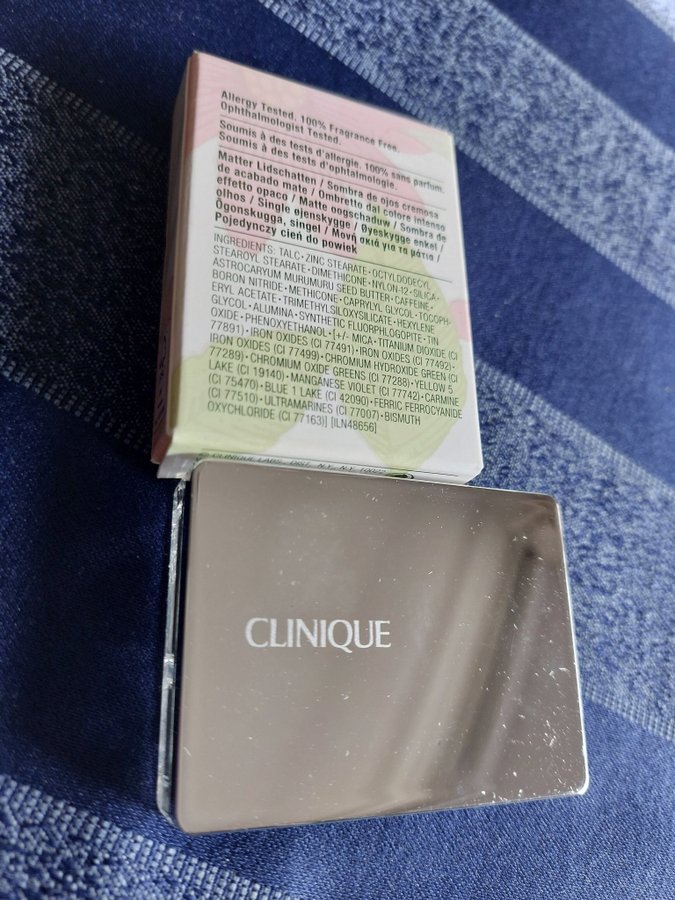 Allergy Tested. 100% Fragrance Free.
Ophthalmologist Tested.
Soumis à des tests d'allergie. 100% sans parfum.
Soumis à des tests d'ophtalmologie.
Matter Lidschatten / Sombra de ojos cremosa
de acabado mate / Ombretto dal colore intenso
effetto opaco / Matte oogschaduw / Sombra de
olhos / Single øjenskygge / Øyeskygge enkel /
Ögonskugga, singel / Μονή σκιά για τα μάτια /
Pojedynczy cień do powiek
INGREDIENTS: TALC • ZINC STEARATE • OCTYLDODECYL
STEAROYL STEARATE • DIMETHICONE • NYLON-12 • SILICA •
ASTROCARYUM MURUMURU SEED BUTTER • CAFFEINE •
BORON NITRIDE • METHICONE • CAPRYLYL GLYCOL • TOCOPH-
ERYL ACETATE • TRIMETHYLSILOXYSILICATE • HEXYLENE
GLYCOL • ALUMINA • SYNTHETIC FLUORPHLOGOPITE • TIN
OXIDE • PHENOXYETHANOL • [+/- MICA • TITANIUM DIOXIDE (CI
77891) • IRON OXIDES (CI 77491) • IRON OXIDES (CI 77492) •
IRON OXIDES (CI 77499) • CHROMIUM HYDROXIDE GREEN (CI
77289) • CHROMIUM OXIDE GREENS (CI 77288) • YELLOW 5
LAKE (CI 19140) • MANGANESE VIOLET (CI 77742) • CARMINE
(CI 75470) • BLUE 1 LAKE (CI 42090) • FERRIC FERROCYANIDE
(CI 77510) • ULTRAMARINES (CI 77007) • BISMUTH
OXYCHLORIDE (CI 77163)] [ILN48656]
CLINIQUE LABS, DIST. N.Y., N.Y. 10022
CLINIQUE